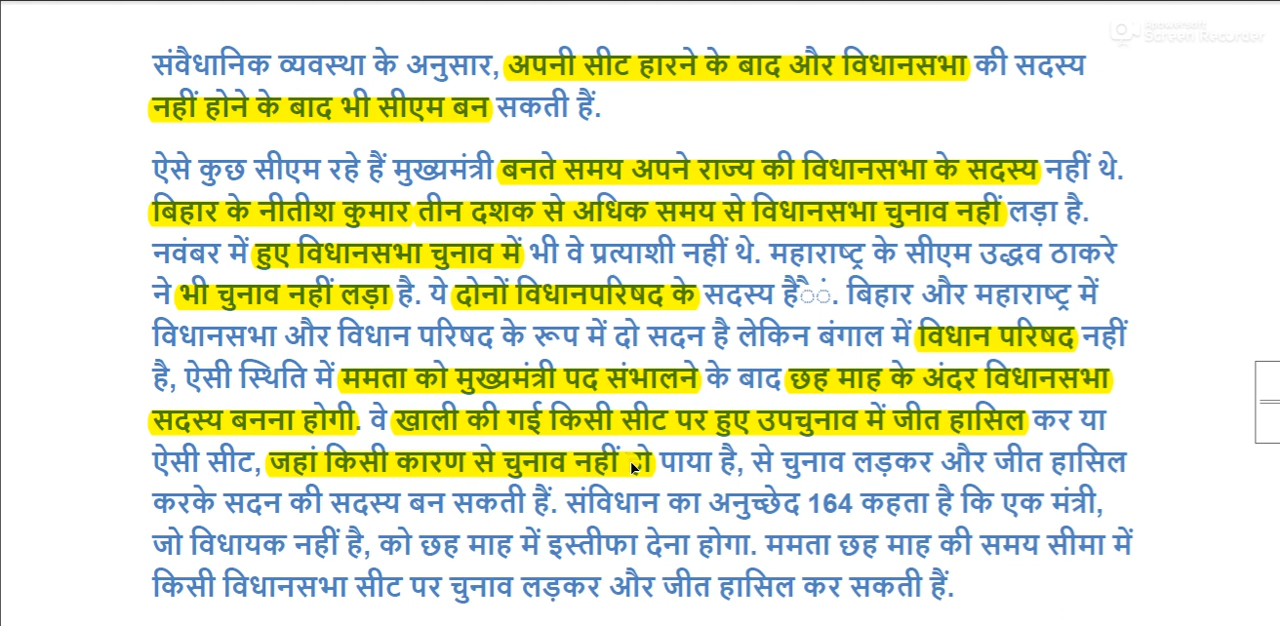 Apowersoft
Screen Recorder
संवैधानिक व्यवस्था के अनुसार, अपनी सीट हारने के बाद और विधानसभा की सदस्य
नहीं होने के बाद भी सीएम बन सकती हैं.
ऐसे कुछ सीएम रहे हैं मुख्यमंत्री बनते समय अपने राज्य की विधानसभा के सदस्य नहीं थे.
बिहार के नीतीश कुमार तीन दशक से अधिक समय से विधानसभा चुनाव नहीं लड़ा है.
नवंबर में हुए विधानसभा चुनाव में भी वे प्रत्याशी नहीं थे. महाराष्ट्र के सीएम उद्धव ठाकरे
ने भी चुनाव नहीं लड़ा है. ये दोनों विधानपरिषद के सदस्य हैंैं. बिहार और महाराष्ट्र में
विधानसभा और विधान परिषद के रूप में दो सदन है लेकिन बंगाल में विधान परिषद नहीं
है, ऐसी स्थिति में ममता को मुख्यमंत्री पद संभालने के बाद छह माह के अंदर विधानसभा
सदस्य बनना होगी. वे खाली की गई किसी सीट पर हुए उपचुनाव में जीत हासिल कर या
ऐसी सीट, जहां किसी कारण से चुनाव नहीं हो पाया है, से चुनाव लड़कर और जीत हासिल
करके सदन की सदस्य बन सकती हैं. संविधान का अनुच्छेद 164 कहता है कि एक मंत्री,
जो विधायक नहीं है, को छह माह में इस्तीफा देना होगा. ममता छह माह की समय सीमा में
किसी विधानसभा सीट पर चुनाव लड़कर और जीत हासिल कर सकती हैं.